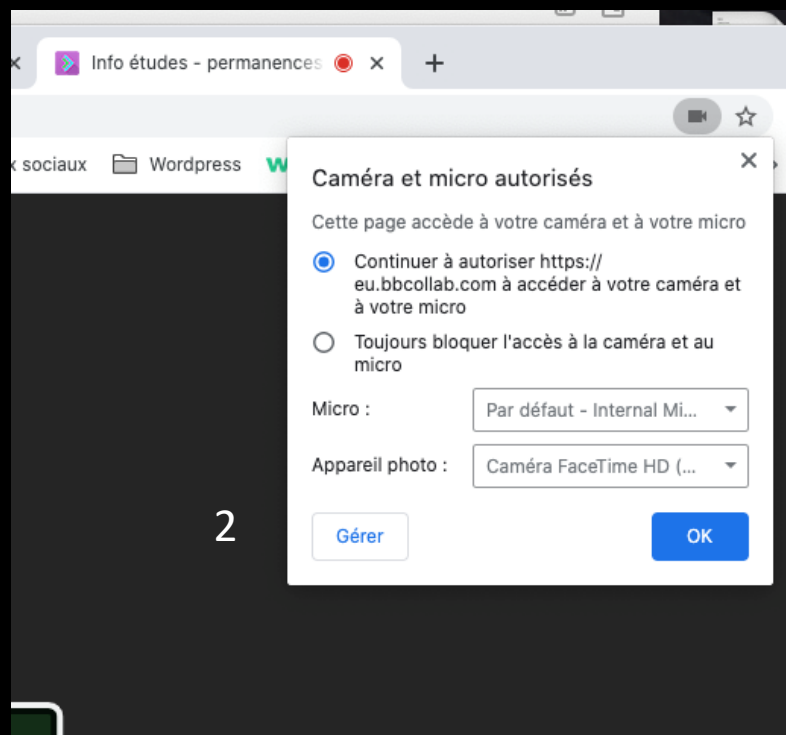 Info études - permanences
x sociaux Wordpress w
Caméra et micro autorisés
Cette page accède à votre caméra et à votre micro
Continuer à autoriser https://
eu.bbcollab.com à accéder à votre caméra et
à votre micro
Toujours bloquer l'accès à la caméra et au
micro
Micro : Par défaut - Internal Mi...
Appareil photo : Caméra FaceTime HD (...
2
Gérer OK